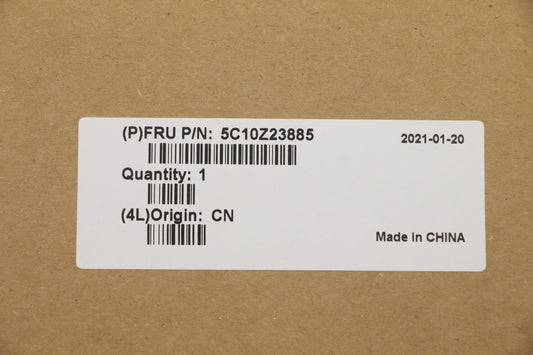 (P)FRU P/N: 5C10Z23885
2021-01-20
Quantity: 1
(4L)Origin: CN
Made in CHINA